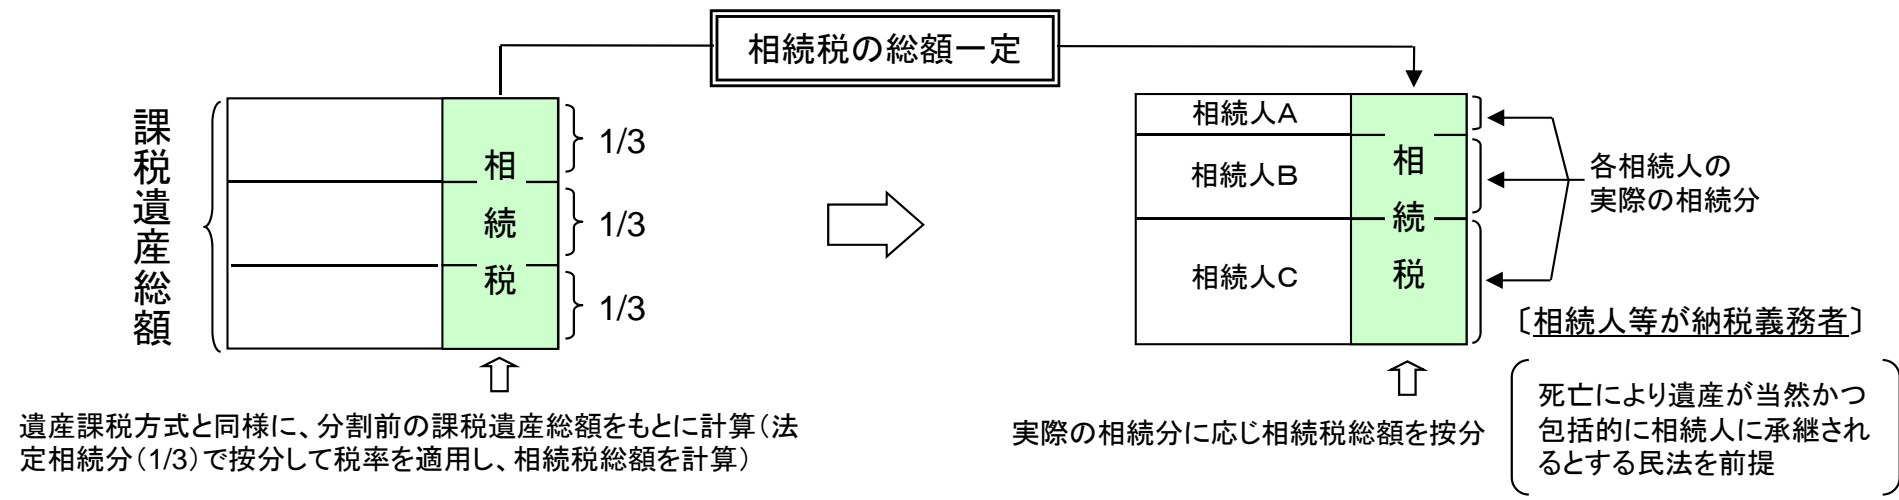 相続税の総額一定
課税遺産総額
相続税
1/3
1/3
1/3
遺産課税方式と同様に、分割前の課税遺産総額をもとに計算（法
定相続分（1/3）で按分して税率を適用し、相続税総額を計算）
相続人Ａ
相続人Ｂ
相続人Ｃ
相続税
各相続人の
実際の相続分
〔相続人等が納税義務者〕
実際の相続分に応じ相続税総額を按分
死亡により遺産が当然かつ
包括的に相続人に承継され
るとする民法を前提